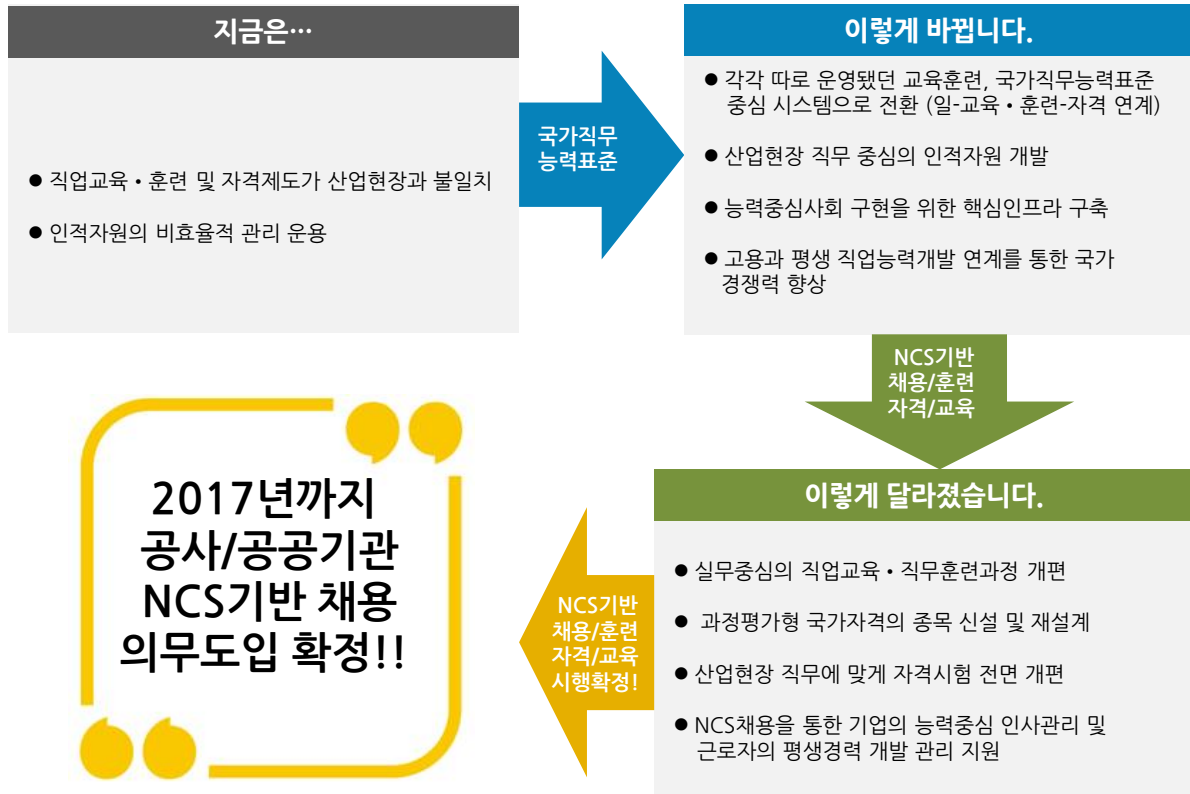 지금은…
● 직업교육・훈련 및 자격제도가 산업현장과 불일치
● 인적자원의 비효율적 관리 운용
국가직무
능력표준
이렇게 바뀝니다.
● 각각 따로 운영됐던 교육훈련, 국가직무능력표준
중심 시스템으로 전환 (일-교육・훈련-자격 연계)
● 산업현장 직무 중심의 인적자원 개발
● 능력중심사회 구현을 위한 핵심인프라 구축
● 고용과 평생 직업능력개발 연계를 통한 국가
경쟁력 향상
NCS기반
채용/훈련
자격/교육
이렇게 달라졌습니다.
● 실무중심의 직업교육・직무훈련과정 개편
● 과정평가형 국가자격의 종목 신설 및 재설계
● 산업현장 직무에 맞게 자격시험 전면 개편
● NCS채용을 통한 기업의 능력중심 인사관리 및
근로자의 평생경력 개발 관리 지원
NCS기반
채용/훈련
자격/교육
시행확정!
2017년까지
공사/공공기관
NCS기반 채용
의무도입 확정!!